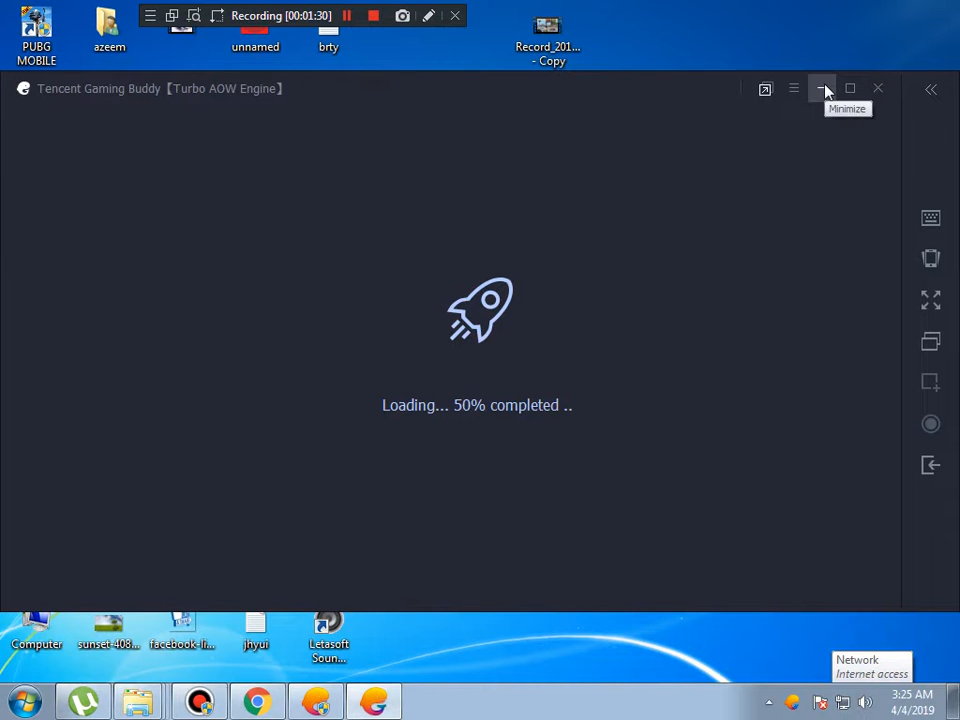 Recording [00:01:30]
PUBG
MOBILE
azeem
unnamed
brty
Record_201...
- Copy
Tencent Gaming Buddy【Turbo AOW Engine】
Minimize
Loading... 50% completed ..
Computer
sunset-408...
facebook-li...
jhyui
Letasoft
Soun...
Network
Internet access
3:25 AM
4/4/2019